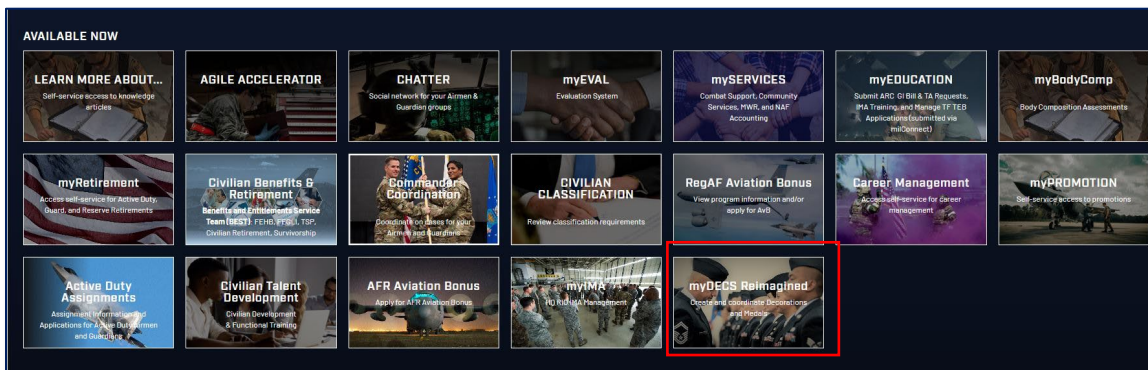 AVAILABLE NOW
LEARN MORE ABOUT...
Self-service access to knowledge
articles
AGILE ACCELERATOR
CHATTER
Social network for your Airmen &
Guardian groups
myEVAL
Evaluation System
mySERVICES
Combat Support, Community
Services, MWR, and NAF
Accounting
myEDUCATION
Submit ARC GI Bill & TA Requests,
IMA Training, and Manage TF TEB
Applications (submitted via
milConnect)
myBodyComp
Body Composition Assessments
myRetirement
Access self-service for Active Duty,
Guard, and Reserve Retirements
Civilian Benefits &
Retirement
Benefits and Entitlements Service
Team (BEST): FEHB, FEGLI, TSP,
Civilian Retirement, Survivorship
Commander
Coordination
Coordinate on cases for your
Airmen and Guardians
CIVILIAN
CLASSIFICATION
Review classification requirements
RegAF Aviation Bonus
View program information and/or
apply for AvB
Career Management
Access self-service for career
management
myPROMOTION
Self-service access to promotions
Active Duty
Assignments
Assignment Information and
Applications for Active Duty Airmen
and Guardians
Civilian Talent
Development
Civilian Development
& Functional Training
AFR Aviation Bonus
Apply for AFR Aviation Bonus
myIMA
HQ RIO IMA Management
myDECS Reimagined
Create and coordinate Decorations
and Medals